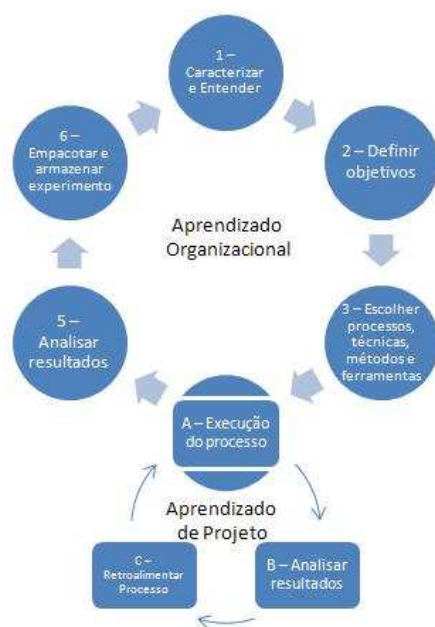 1 –
Caracterizar
e Entender
2 – Definir
objetivos
3 – Escolher
processos,
técnicas,
métodos e
ferramentas
A – Execução
do processo
5 –
Analisar
resultados
6 –
Empacotar e
armazenar
experimento
Aprendizado
Organizacional
Aprendizado
de Projeto
B – Analisar
resultados
C –
Retroalimentar
Processo